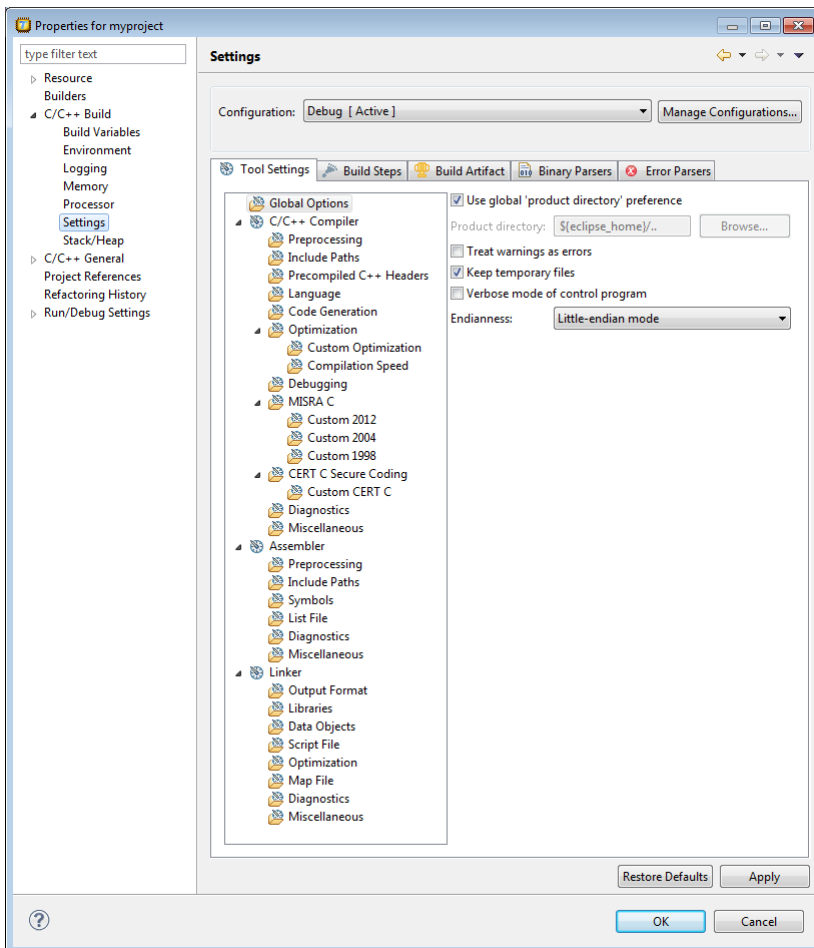 Properties for myproject
type filter text
Resource
Builders
C/C++ Build
Build Variables
Environment
Logging
Memory
Processor
Settings
Stack/Heap
C/C++ General
Project References
Refactoring History
Run/Debug Settings
Settings
Configuration: Debug [ Active ] Manage Configurations...
Tool Settings Build Steps Build Artifact Binary Parsers Error Parsers
Global Options
C/C++ Compiler
Preprocessing
Include Paths
Precompiled C++ Headers
Language
Code Generation
Optimization
Custom Optimization
Compilation Speed
Debugging
MISRA C
Custom 2012
Custom 2004
Custom 1998
CERT C Secure Coding
Custom CERT C
Diagnostics
Miscellaneous
Assembler
Preprocessing
Include Paths
Symbols
List File
Diagnostics
Miscellaneous
Linker
Output Format
Libraries
Data Objects
Script File
Optimization
Map File
Diagnostics
Miscellaneous
Use global 'product directory' preference
Product directory: ${eclipse_home}/.. Browse...
Treat warnings as errors
Keep temporary files
Verbose mode of control program
Endianness: Little-endian mode
Restore Defaults Apply
? OK Cancel